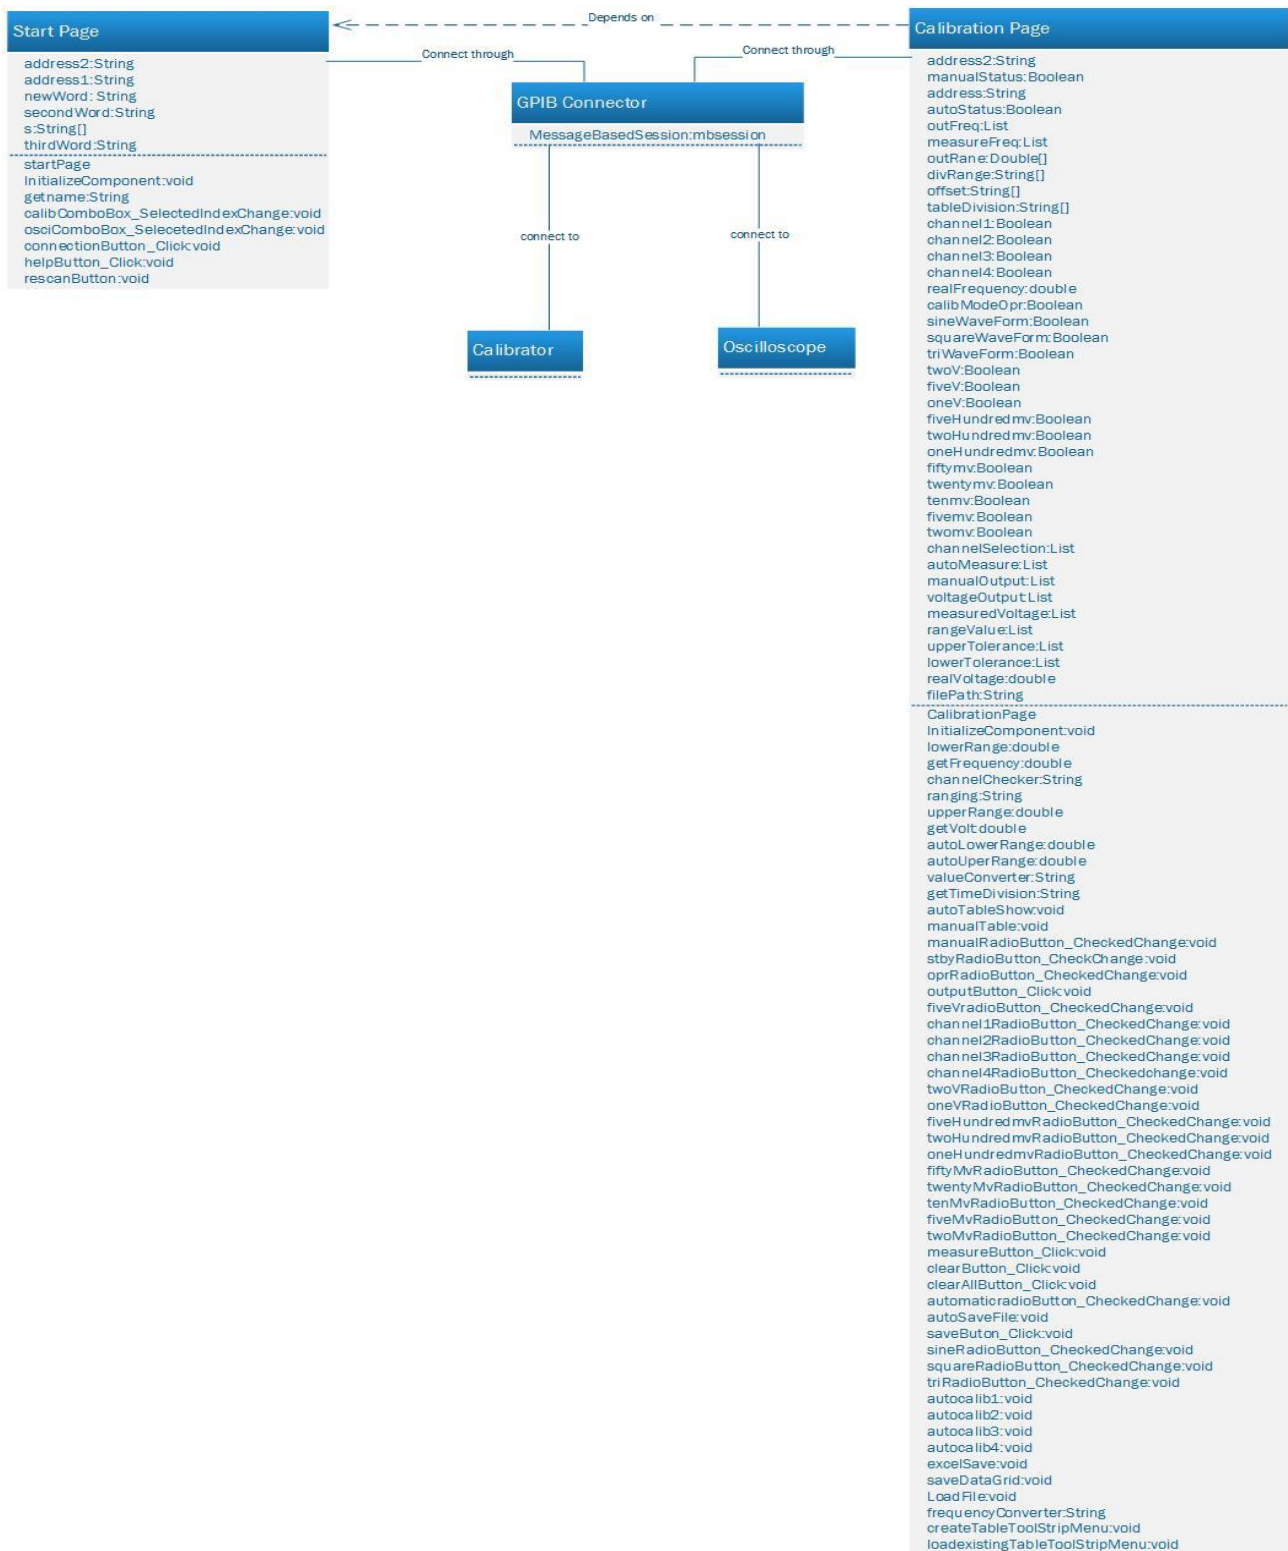 Start Page
address2:String
address1:String
newWord: String
secondWord:String
s:String[]
thirdWord:String
startPage
InitializeComponent:void
getname:String
calibComboBox_SelectedIndexChange:void
osciComboBox_SelecetedIndexChange:void
connectionButton_Click:void
helpButton_Click:void
rescanButton:void
Depends on
Connect through
Connect through
GPIB Connector
MessageBasedSession:mbsession
connect to
connect to
Calibrator
Oscilloscope
Calibration Page
address2:String
manualStatus:Boolean
address:String
autoStatus:Boolean
outFreq:List
measureFreq:List
outRane:Double[]
divRange:String[]
offset:String[]
tableDivision:String[]
channel1:Boolean
channel2:Boolean
channel3:Boolean
channel4:Boolean
realFrequency:double
calibModeOpr:Boolean
sineWaveForm:Boolean
squareWaveForm:Boolean
triWaveForm:Boolean
twoV:Boolean
fiveV:Boolean
oneV:Boolean
fiveHundredmv:Boolean
twoHundredmv:Boolean
oneHundredmv:Boolean
fiftymv:Boolean
twentymv:Boolean
tenmv:Boolean
fivemv:Boolean
twomv:Boolean
channelSelection:List
autoMeasure:List
manualOutput:List
voltageOutput:List
measuredVoltage:List
rangeValue:List
upperTolerance:List
lowerTolerance:List
realVoltage:double
filePath:String
CalibrationPage
InitializeComponent:void
lowerRange:double
getFrequency:double
channelChecker:String
ranging:String
upperRange:double
getVolt:double
autoLowerRange:double
autoUperRange:double
valueConverter:String
getTimeDivision:String
autoTableShow:void
manualTable:void
manualRadioButton_CheckedChange:void
stbyRadioButton_CheckChange:void
oprRadioButton_CheckedChange:void
outputButton_Click:void
fiveVradioButton_CheckedChange:void
channel1RadioButton_CheckedChange:void
channel2RadioButton_CheckedChange:void
channel3RadioButton_CheckedChange:void
channel4RadioButton_Checkedchange:void
twoVRadioButton_CheckedChange:void
oneVRadioButton_CheckedChange:void
fiveHundredmvRadioButton_CheckedChange:void
twoHundredmvRadioButton_CheckedChange:void
oneHundredmvRadioButton_CheckedChange:void
fiftyMvRadioButton_CheckedChange:void
twentyMvRadioButton_CheckedChange:void
tenMvRadioButton_CheckedChange:void
fiveMvRadioButton_CheckedChange:void
twoMvRadioButton_CheckedChange:void
measureButton_Click:void
clearButton_Click:void
clearAllButton_Click:void
automaticradioButton_CheckedChange:void
autoSaveFile:void
saveButon_Click:void
sineRadioButton_CheckedChange:void
squareRadioButton_CheckedChange:void
triRadioButton_CheckedChange:void
autocalib1:void
autocalib2:void
autocalib3:void
autocalib4:void
excelSave:void
saveDataGrid:void
LoadFile:void
frequencyConverter:String
createTableToolStripMenu:void
loadexistingTableToolStripMenu:void